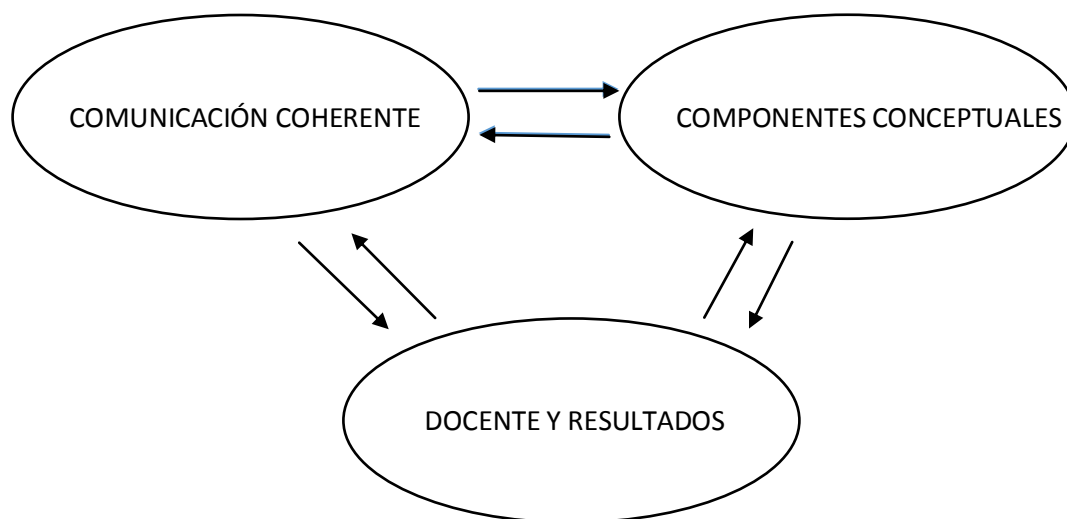 COMUNICACIÓN COHERENTE
COMPONENTES CONCEPTUALES
DOCENTE Y RESULTADOS